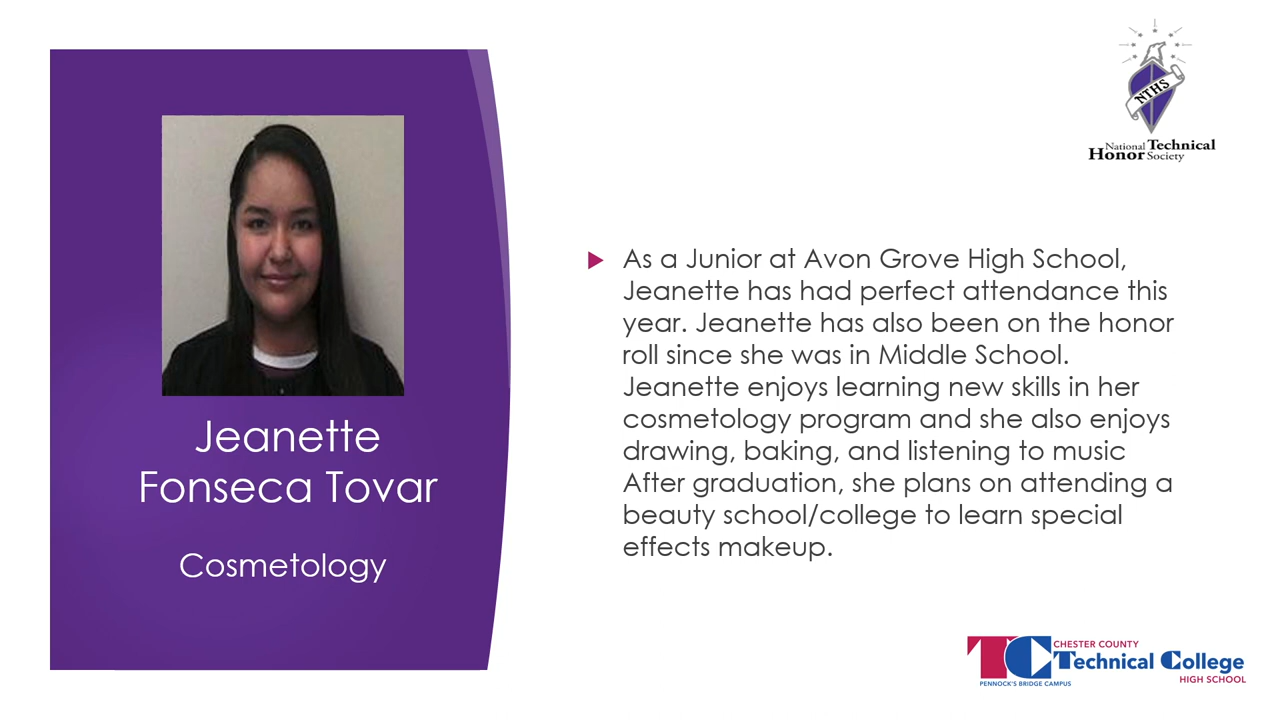 Jeanette
Fonseca Tovar
Cosmetology
NTHS
National Technical
Honor Society
As a Junior at Avon Grove High School,
Jeanette has had perfect attendance this
year. Jeanette has also been on the honor
roll since she was in Middle School.
Jeanette enjoys learning new skills in her
cosmetology program and she also enjoys
drawing, baking, and listening to music
After graduation, she plans on attending a
beauty school/college to learn special
effects makeup.
TC
CHESTER COUNTY
Technical College
HIGH SCHOOL
PENNOCK'S BRIDGE CAMPUS